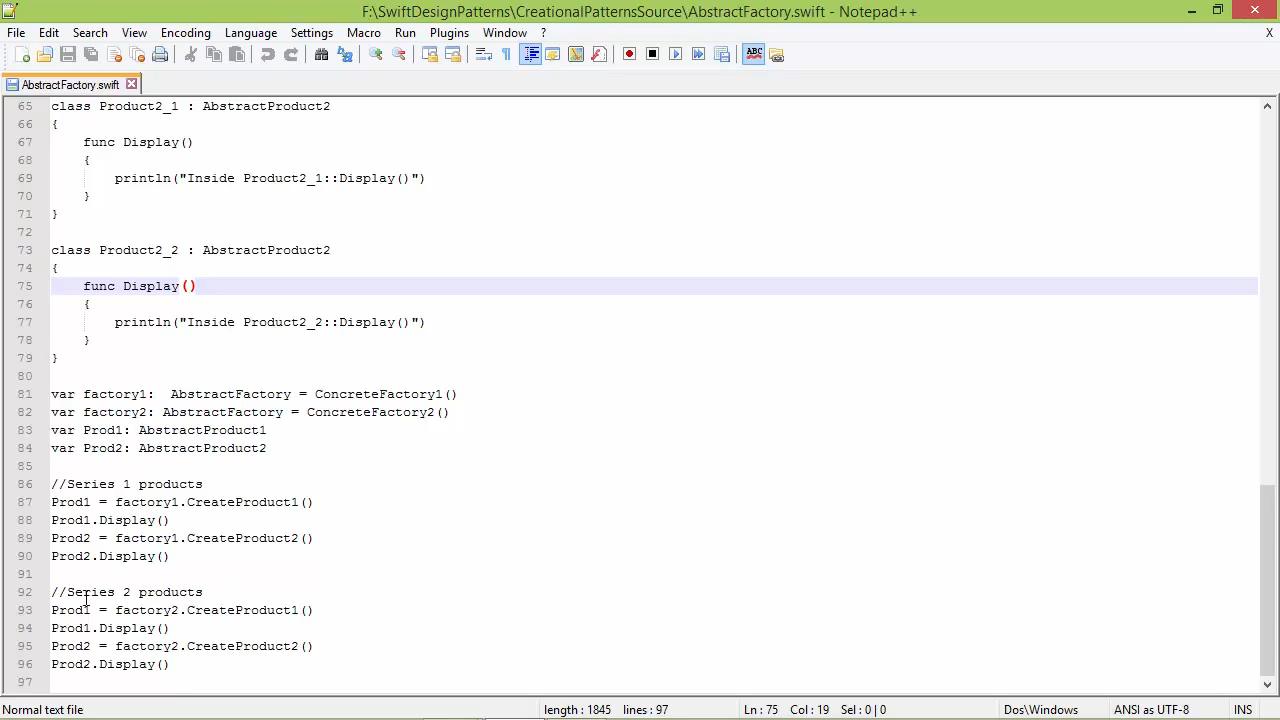 F:\SwiftDesignPatterns\CreationalPatternsSource\AbstractFactory.swift - Notepad++
File Edit Search View Encoding Language Settings Macro Run Plugins Window ? X
ABC
AbstractFactory.swift
65 class Product2_1 : AbstractProduct2
66 {
67     func Display()
68     {
69         println("Inside Product2_1::Display()")
70     }
71 }
72
73 class Product2_2 : AbstractProduct2
74 {
75     func Display()
76     {
77         println("Inside Product2_2::Display()")
78     }
79 }
80
81 var factory1:  AbstractFactory = ConcreteFactory1()
82 var factory2: AbstractFactory = ConcreteFactory2()
83 var Prod1: AbstractProduct1
84 var Prod2: AbstractProduct2
85
86 //Series 1 products
87 Prod1 = factory1.CreateProduct1()
88 Prod1.Display()
89 Prod2 = factory1.CreateProduct2()
90 Prod2.Display()
91
92 //Series 2 products
93 Prod1 = factory2.CreateProduct1()
94 Prod1.Display()
95 Prod2 = factory2.CreateProduct2()
96 Prod2.Display()
97
Normal text file length : 1845 lines : 97 Ln : 75 Col : 19 Sel : 0 | 0 Dos\Windows ANSI as UTF-8 INS